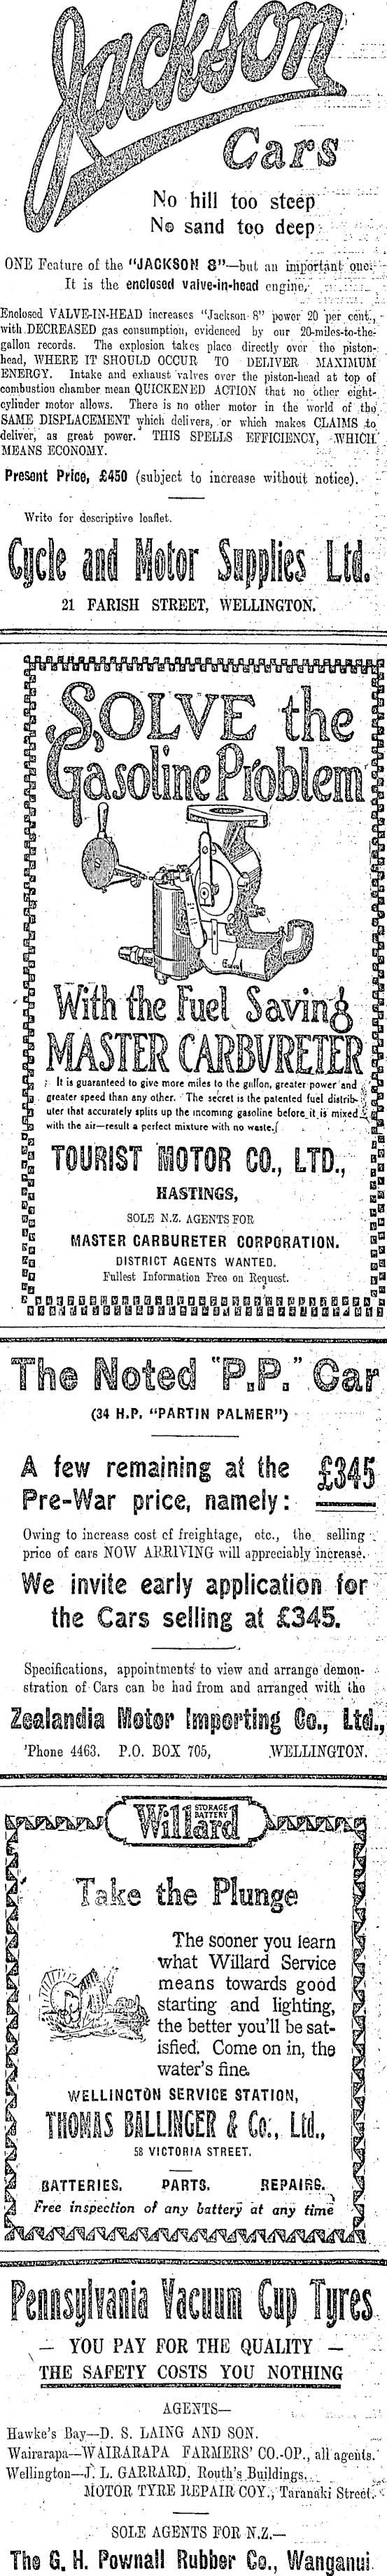 Jackson
Cars
No hill too steep
No sand too deep
ONE Feature of the "JACKSON 8"—but an important one.
It is the enclosed valve-in-head engine.
Enclosed VALVE-IN-HEAD increases "Jackson 8" power 20 per cent.,
with DECREASED gas consumption, evidenced by our 20-miles-to-the-
gallon records. The explosion takes place directly over the piston-
head, WHERE IT SHOULD OCCUR TO DELIVER MAXIMUM
ENERGY. Intake and exhaust valves over the piston-head at top of
combustion chamber mean QUICKENED ACTION that no other eight-
cylinder motor allows. There is no other motor in the world of the
SAME DISPLACEMENT which delivers, or which makes CLAIMS to
deliver, as great power. THIS SPELLS EFFICIENCY, WHICH
MEANS ECONOMY.
Present Price, £450 (subject to increase without notice).
Write for descriptive leaflet.
Cycle and Motor Supplies Ltd.
21 FARISH STREET, WELLINGTON.
SOLVE the
Gasoline Problem
With the Fuel Saving
MASTER CARBURETER
It is guaranteed to give more miles to the gallon, greater power and
greater speed than any other. The secret is the patented fuel distrib-
uter that accurately splits up the incoming gasoline before it is mixed
with the air—result a perfect mixture with no waste.
TOURIST MOTOR CO., LTD.,
HASTINGS,
SOLE N.Z. AGENTS FOR
MASTER CARBURETER CORPORATION.
DISTRICT AGENTS WANTED.
Fullest Information Free on Request.
The Noted "P.P." Car
(34 H.P. "PARTIN PALMER")
A few remaining at the £345
Pre-War price, namely:
Owing to increase cost of freightage, etc., the selling
price of cars NOW ARRIVING will appreciably increase.
We invite early application for
the Cars selling at £345.
Specifications, appointments to view and arrange demon-
stration of Cars can be had from and arranged with the
Zealandia Motor Importing Co., Ltd.,
'Phone 4463. P.O. BOX 705, WELLINGTON.
Willard
STORAGE
BATTERY
Take the Plunge
The sooner you learn
what Willard Service
means towards good
starting and lighting,
the better you'll be sat-
isfied. Come on in, the
water's fine.
WELLINGTON SERVICE STATION,
THOMAS BALLINGER & Co., Ltd.,
58 VICTORIA STREET.
BATTERIES. PARTS. REPAIRS.
Free inspection of any battery at any time
Pennsylvania Vacuum Cup Tyres
— YOU PAY FOR THE QUALITY —
THE SAFETY COSTS YOU NOTHING
AGENTS—
Hawke's Bay—D. S. LAING AND SON.
Wairarapa—WAIRARAPA FARMERS' CO.-OP., all agents.
Wellington—J. L. GARRARD, Routh's Buildings.
MOTOR TYRE REPAIR COY., Taranaki Street.
SOLE AGENTS FOR N.Z.—
The G. H. Pownall Rubber Co., Wanganui